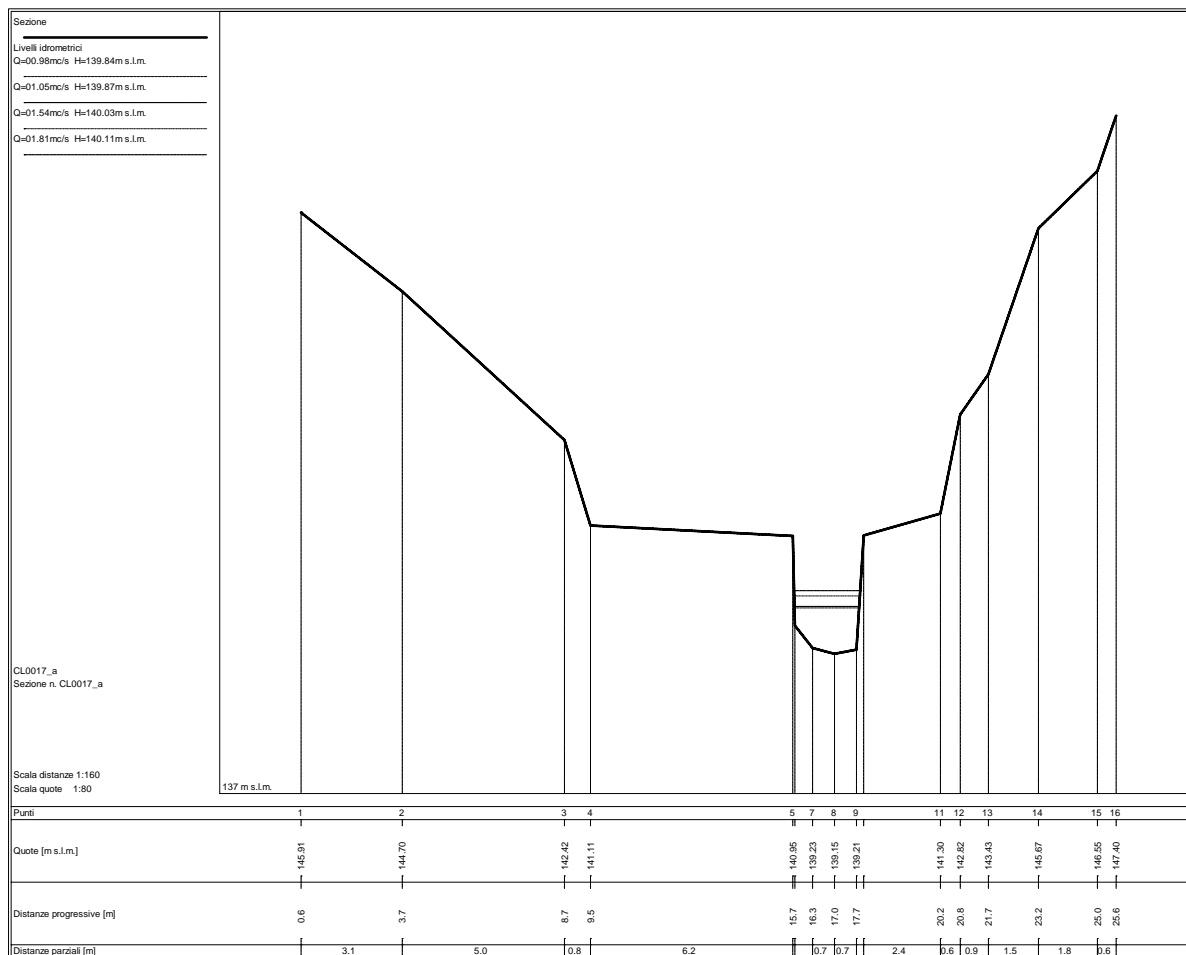 Sezione
Livelli idrometrici
Q=00.98mc/s H=139.84m s.l.m.
Q=01.05mc/s H=139.87m s.l.m.
Q=01.54mc/s H=140.03m s.l.m.
Q=01.81mc/s H=140.11m s.l.m.
CL0017_a
Sezione n. CL0017_a
Scala distanze 1:160
Scala quote 1:80
137 m s.l.m.
Punti 1 2 3 4 5 7 8 9 11 12 13 14 15 16
Quote [m s.l.m.] 145.91 144.70 142.42 141.11 140.95 139.23 139.15 139.21 141.30 142.82 143.43 145.67 146.55 147.40
Distanze progressive [m] 0.6 3.7 8.7 9.5 15.7 16.3 17.0 17.7 20.2 20.8 21.7 23.2 25.0 25.6
Distanze parziali [m] 3.1 5.0 0.8 6.2 0.7 0.7 2.4 0.6 0.9 1.5 1.8 0.6